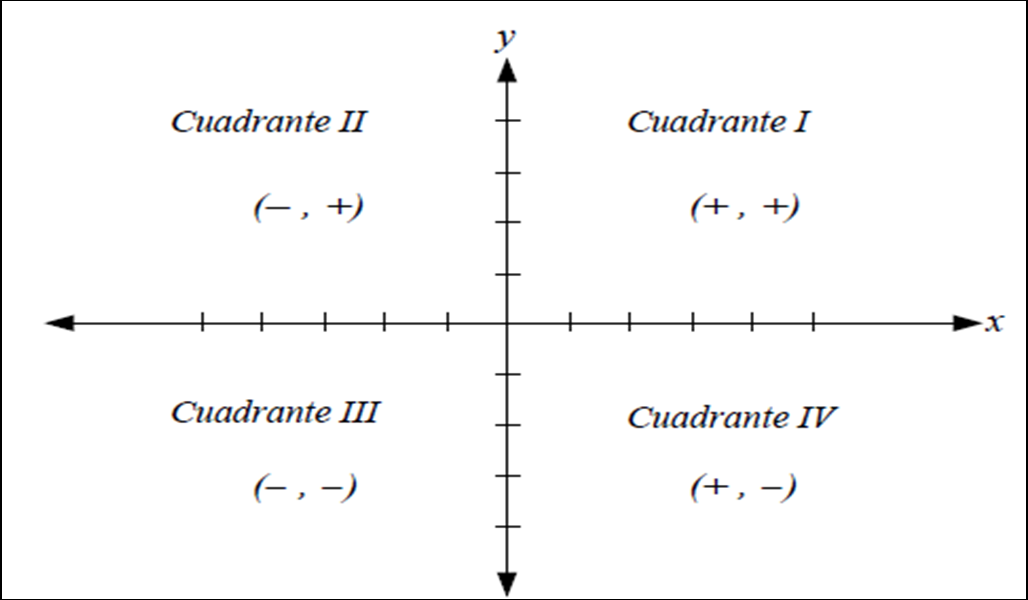 y
Cuadrante II
Cuadrante I
(– , +)
(+ , +)
x
Cuadrante III
Cuadrante IV
(– , –)
(+ , –)